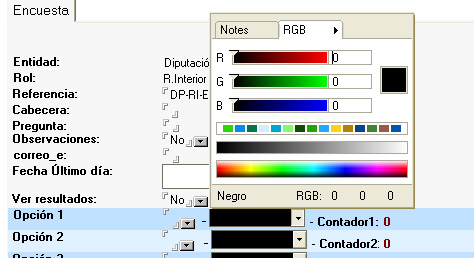 Encuesta
Notes RGB
R 0
G 0
B 0
Negro RGB: 0 0 0
Entidad: Diputació
Rol: R.Interior
Referencia: DP-RI-E
Cabecera:
Pregunta:
Observaciones: No
correo_e:
Fecha Último día:
Ver resultados: No
Opción 1 - - Contador1: 0
Opción 2 - - Contador2: 0